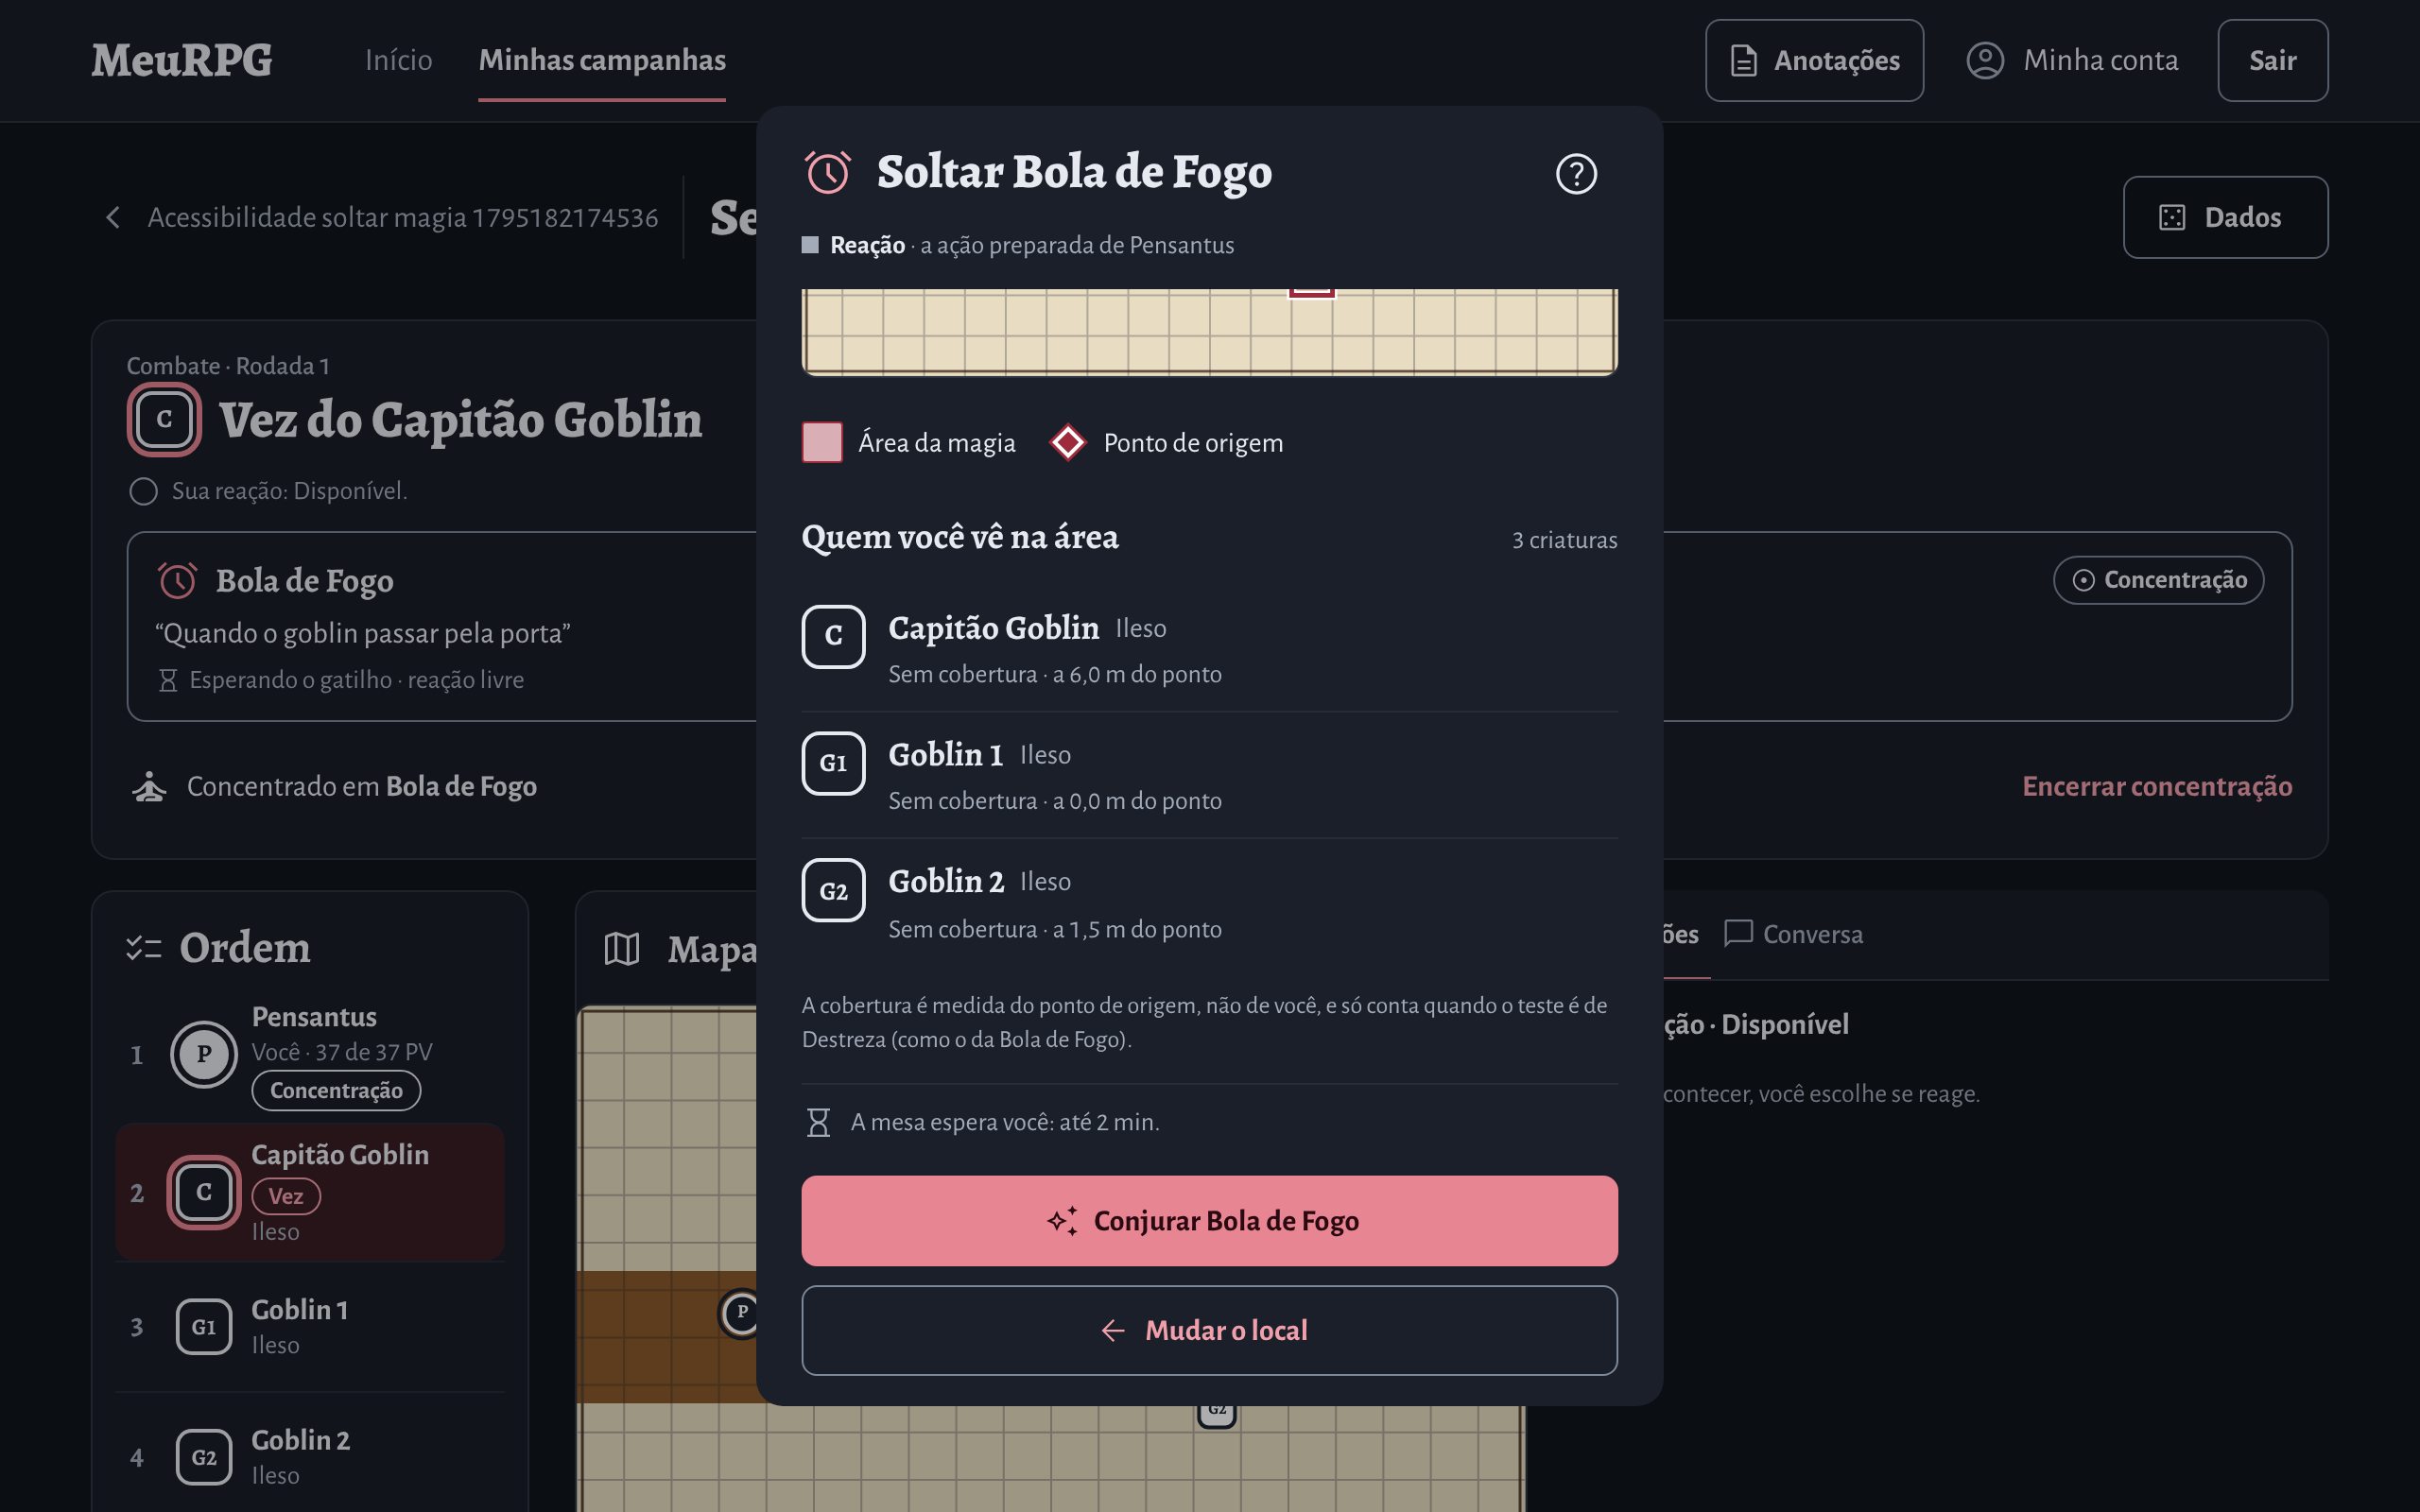 MeuRPG
Início
Minhas campanhas
Anotações
Minha conta
Sair
Acessibilidade soltar magia 1795182174536
Dados
Combate · Rodada 1
C
Vez do Capitão Goblin
Sua reação: Disponível.
Bola de Fogo
Concentração
“Quando o goblin passar pela porta”
Esperando o gatilho · reação livre
Concentrado em Bola de Fogo
Encerrar concentração
Ordem
1
P
Pensantus
Você · 37 de 37 PV
Concentração
2
C
Capitão Goblin
Vez
Ileso
3
G1
Goblin 1
Ileso
4
G2
Goblin 2
Ileso
Mapa
P
G2
Conversa
Disponível
você escolhe se reage.
Soltar Bola de Fogo
Reação · a ação preparada de Pensantus
Área da magia
Ponto de origem
Quem você vê na área
3 criaturas
C
Capitão Goblin Ileso
Sem cobertura · a 6,0 m do ponto
G1
Goblin 1 Ileso
Sem cobertura · a 0,0 m do ponto
G2
Goblin 2 Ileso
Sem cobertura · a 1,5 m do ponto
A cobertura é medida do ponto de origem, não de você, e só conta quando o teste é de
Destreza (como o da Bola de Fogo).
A mesa espera você: até 2 min.
Conjurar Bola de Fogo
Mudar o local